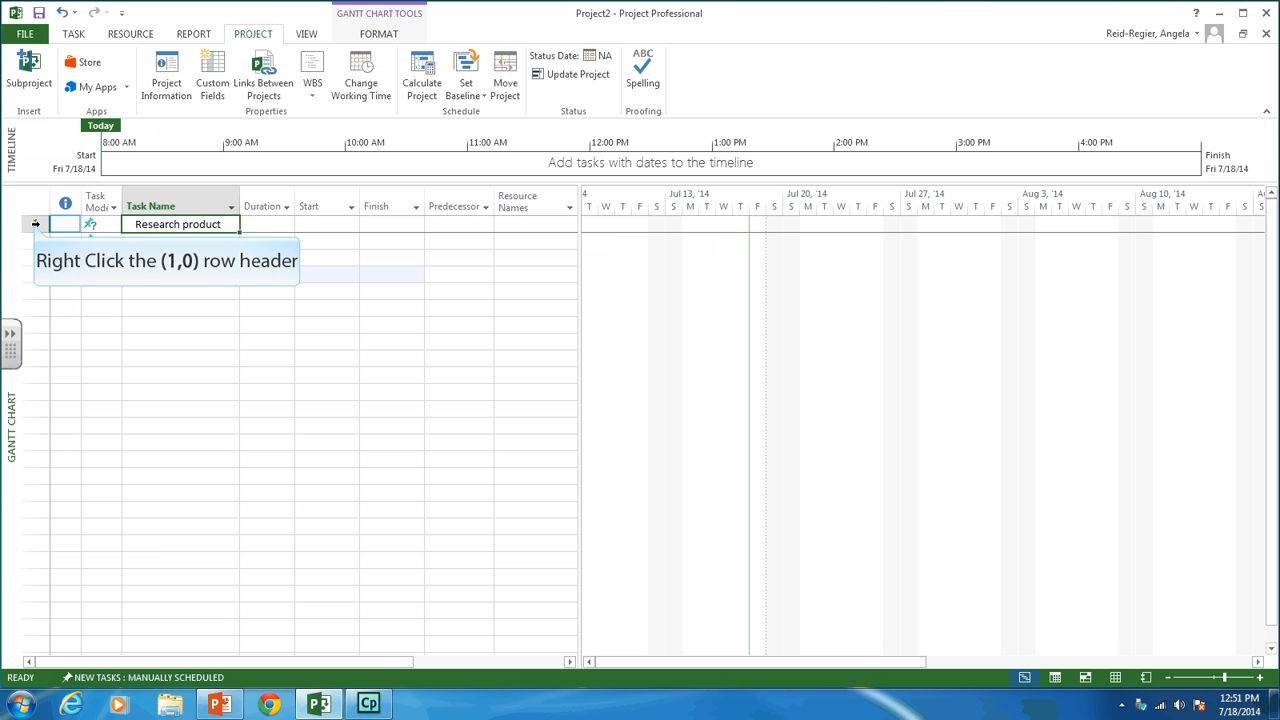 GANTT CHART TOOLS
Project2 - Project Professional
FILE TASK RESOURCE REPORT PROJECT VIEW FORMAT
Reid-Regier, Angela
Subproject
Insert
Store
My Apps
Apps
Project Information
Custom Fields
Links Between Projects
WBS
Change Working Time
Properties
Calculate Project
Set Baseline
Move Project
Schedule
Status Date: NA
Update Project
Status
ABC
Spelling
Proofing
TIMELINE
Today
8:00 AM 9:00 AM 10:00 AM 11:00 AM 12:00 PM 1:00 PM 2:00 PM 3:00 PM 4:00 PM
Start
Fri 7/18/14
Add tasks with dates to the timeline
Finish
Fri 7/18/14
Task Mode Task Name Duration Start Finish Predecessor Resource Names
4 Jul 13, '14 Jul 20, '14 Jul 27, '14 Aug 3, '14 Aug 10, '14
T W T F S S M T W T F S S M T W T F S S M T W T F S S M T W T F S S M T W T F S S
Research product
Right Click the (1,0) row header
GANTT CHART
READY NEW TASKS : MANUALLY SCHEDULED
Cp
12:51 PM
7/18/2014